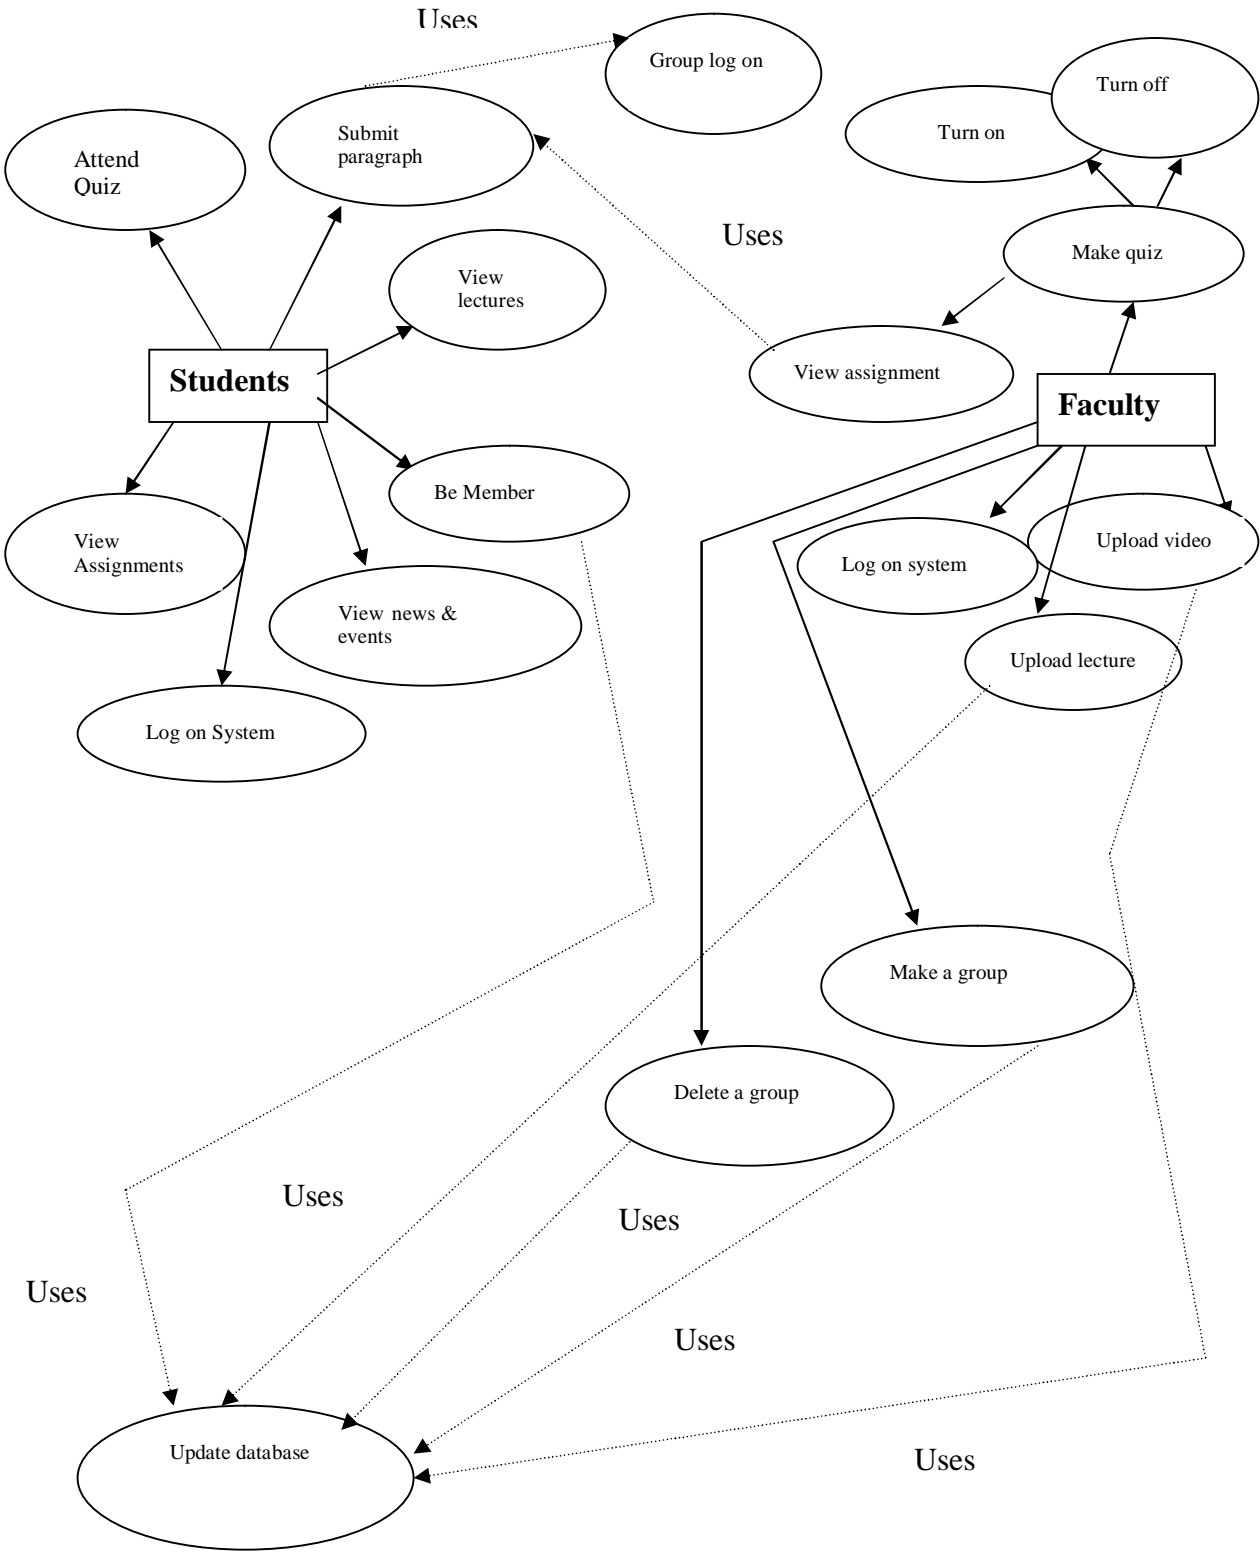 Uses
Group log on
Turn off
Turn on
Submit
paragraph
Attend
Quiz
Uses
Make quiz
View
lectures
View assignment
Students
Faculty
Be Member
View
Assignments
Upload video
Log on system
View news &
events
Upload lecture
Log on System
Make a group
Delete a group
Uses
Uses
Uses
Uses
Update database
Uses